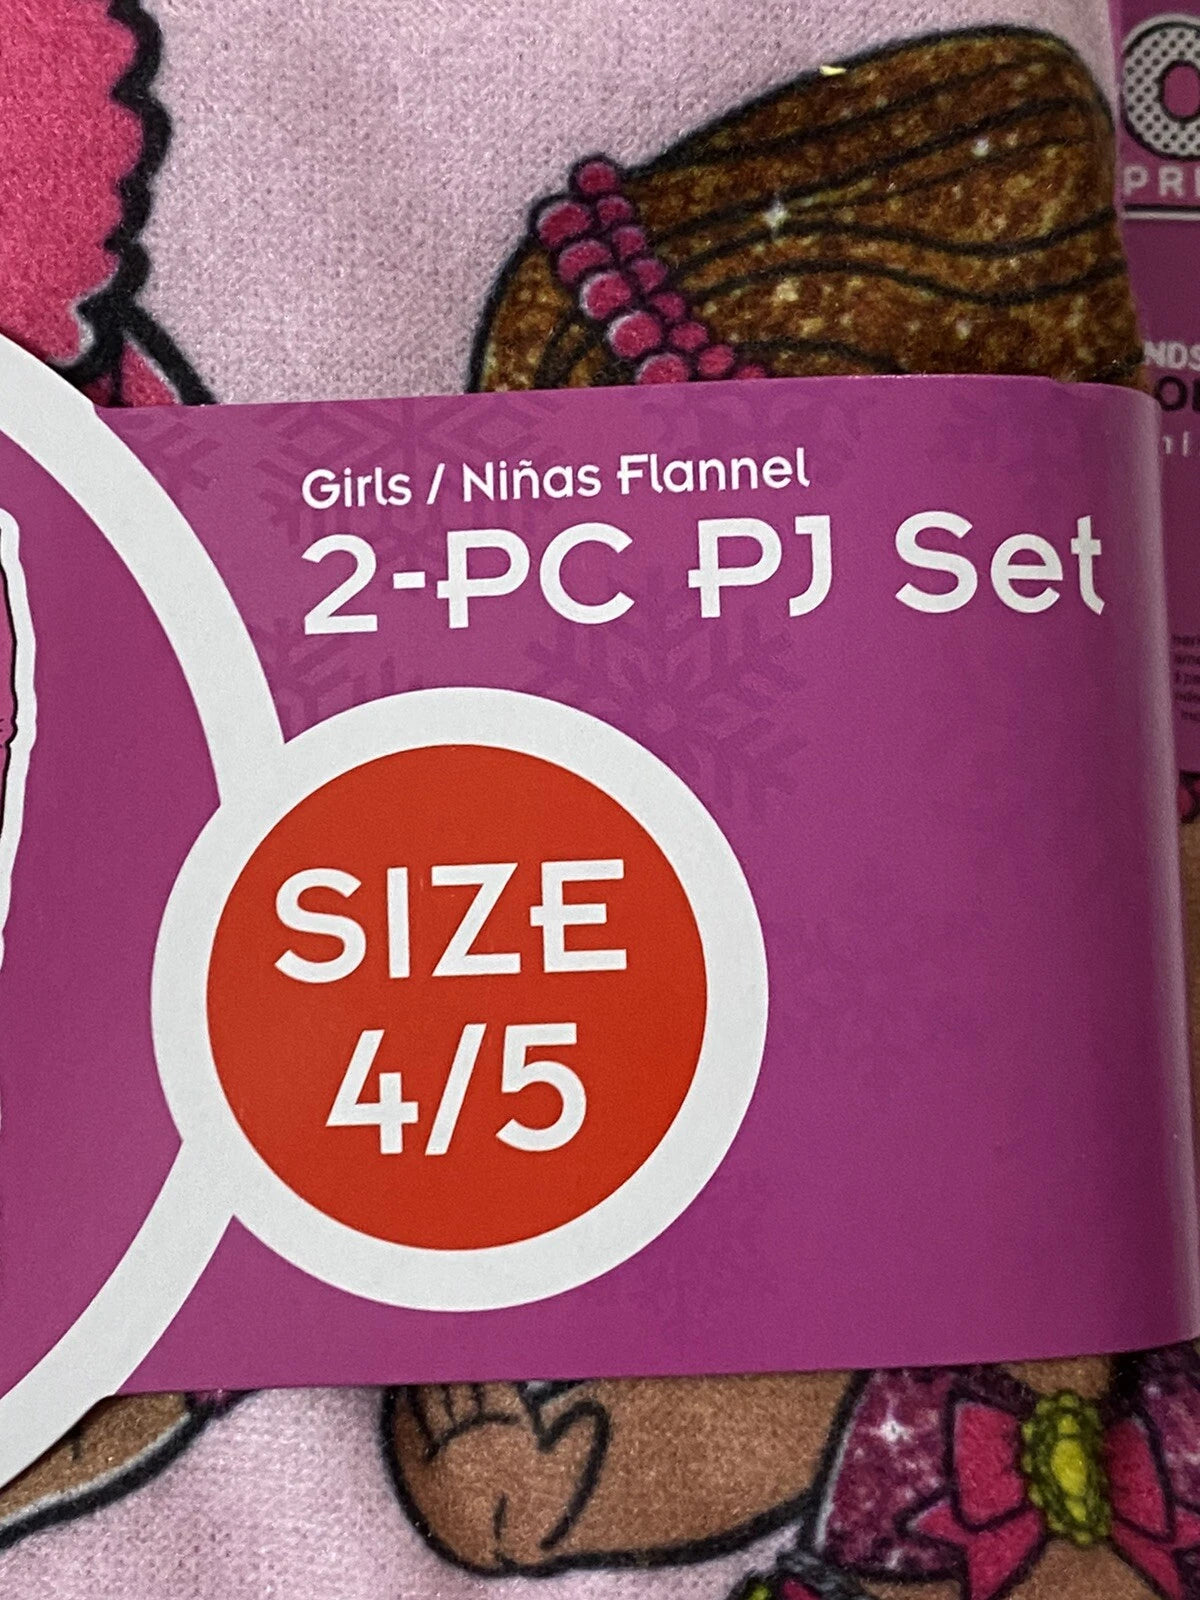 Girls / Niñas Flannel
2-PC PJ Set
SIZE
4/5